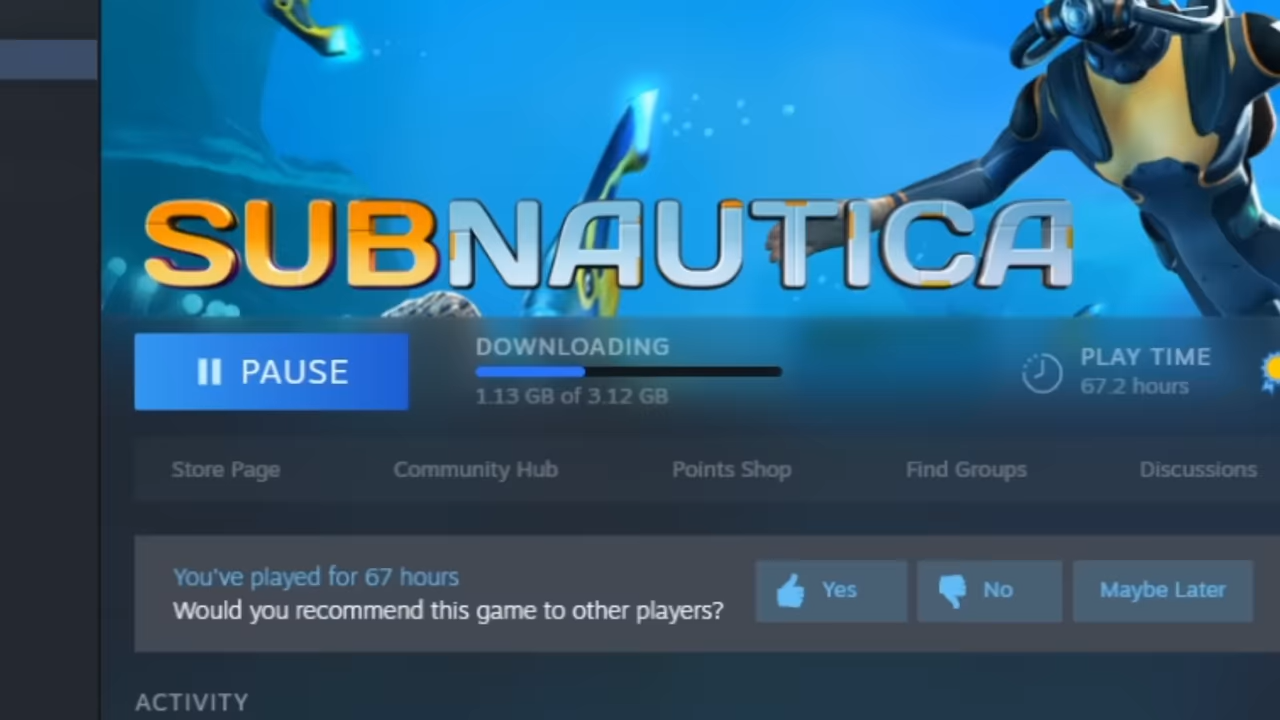 SUBNAUTICA
PAUSE
DOWNLOADING
1.13 GB of 3.12 GB
PLAY TIME
67.2 hours
Store Page
Community Hub
Points Shop
Find Groups
Discussions
You've played for 67 hours
Would you recommend this game to other players?
Yes
No
Maybe Later
ACTIVITY